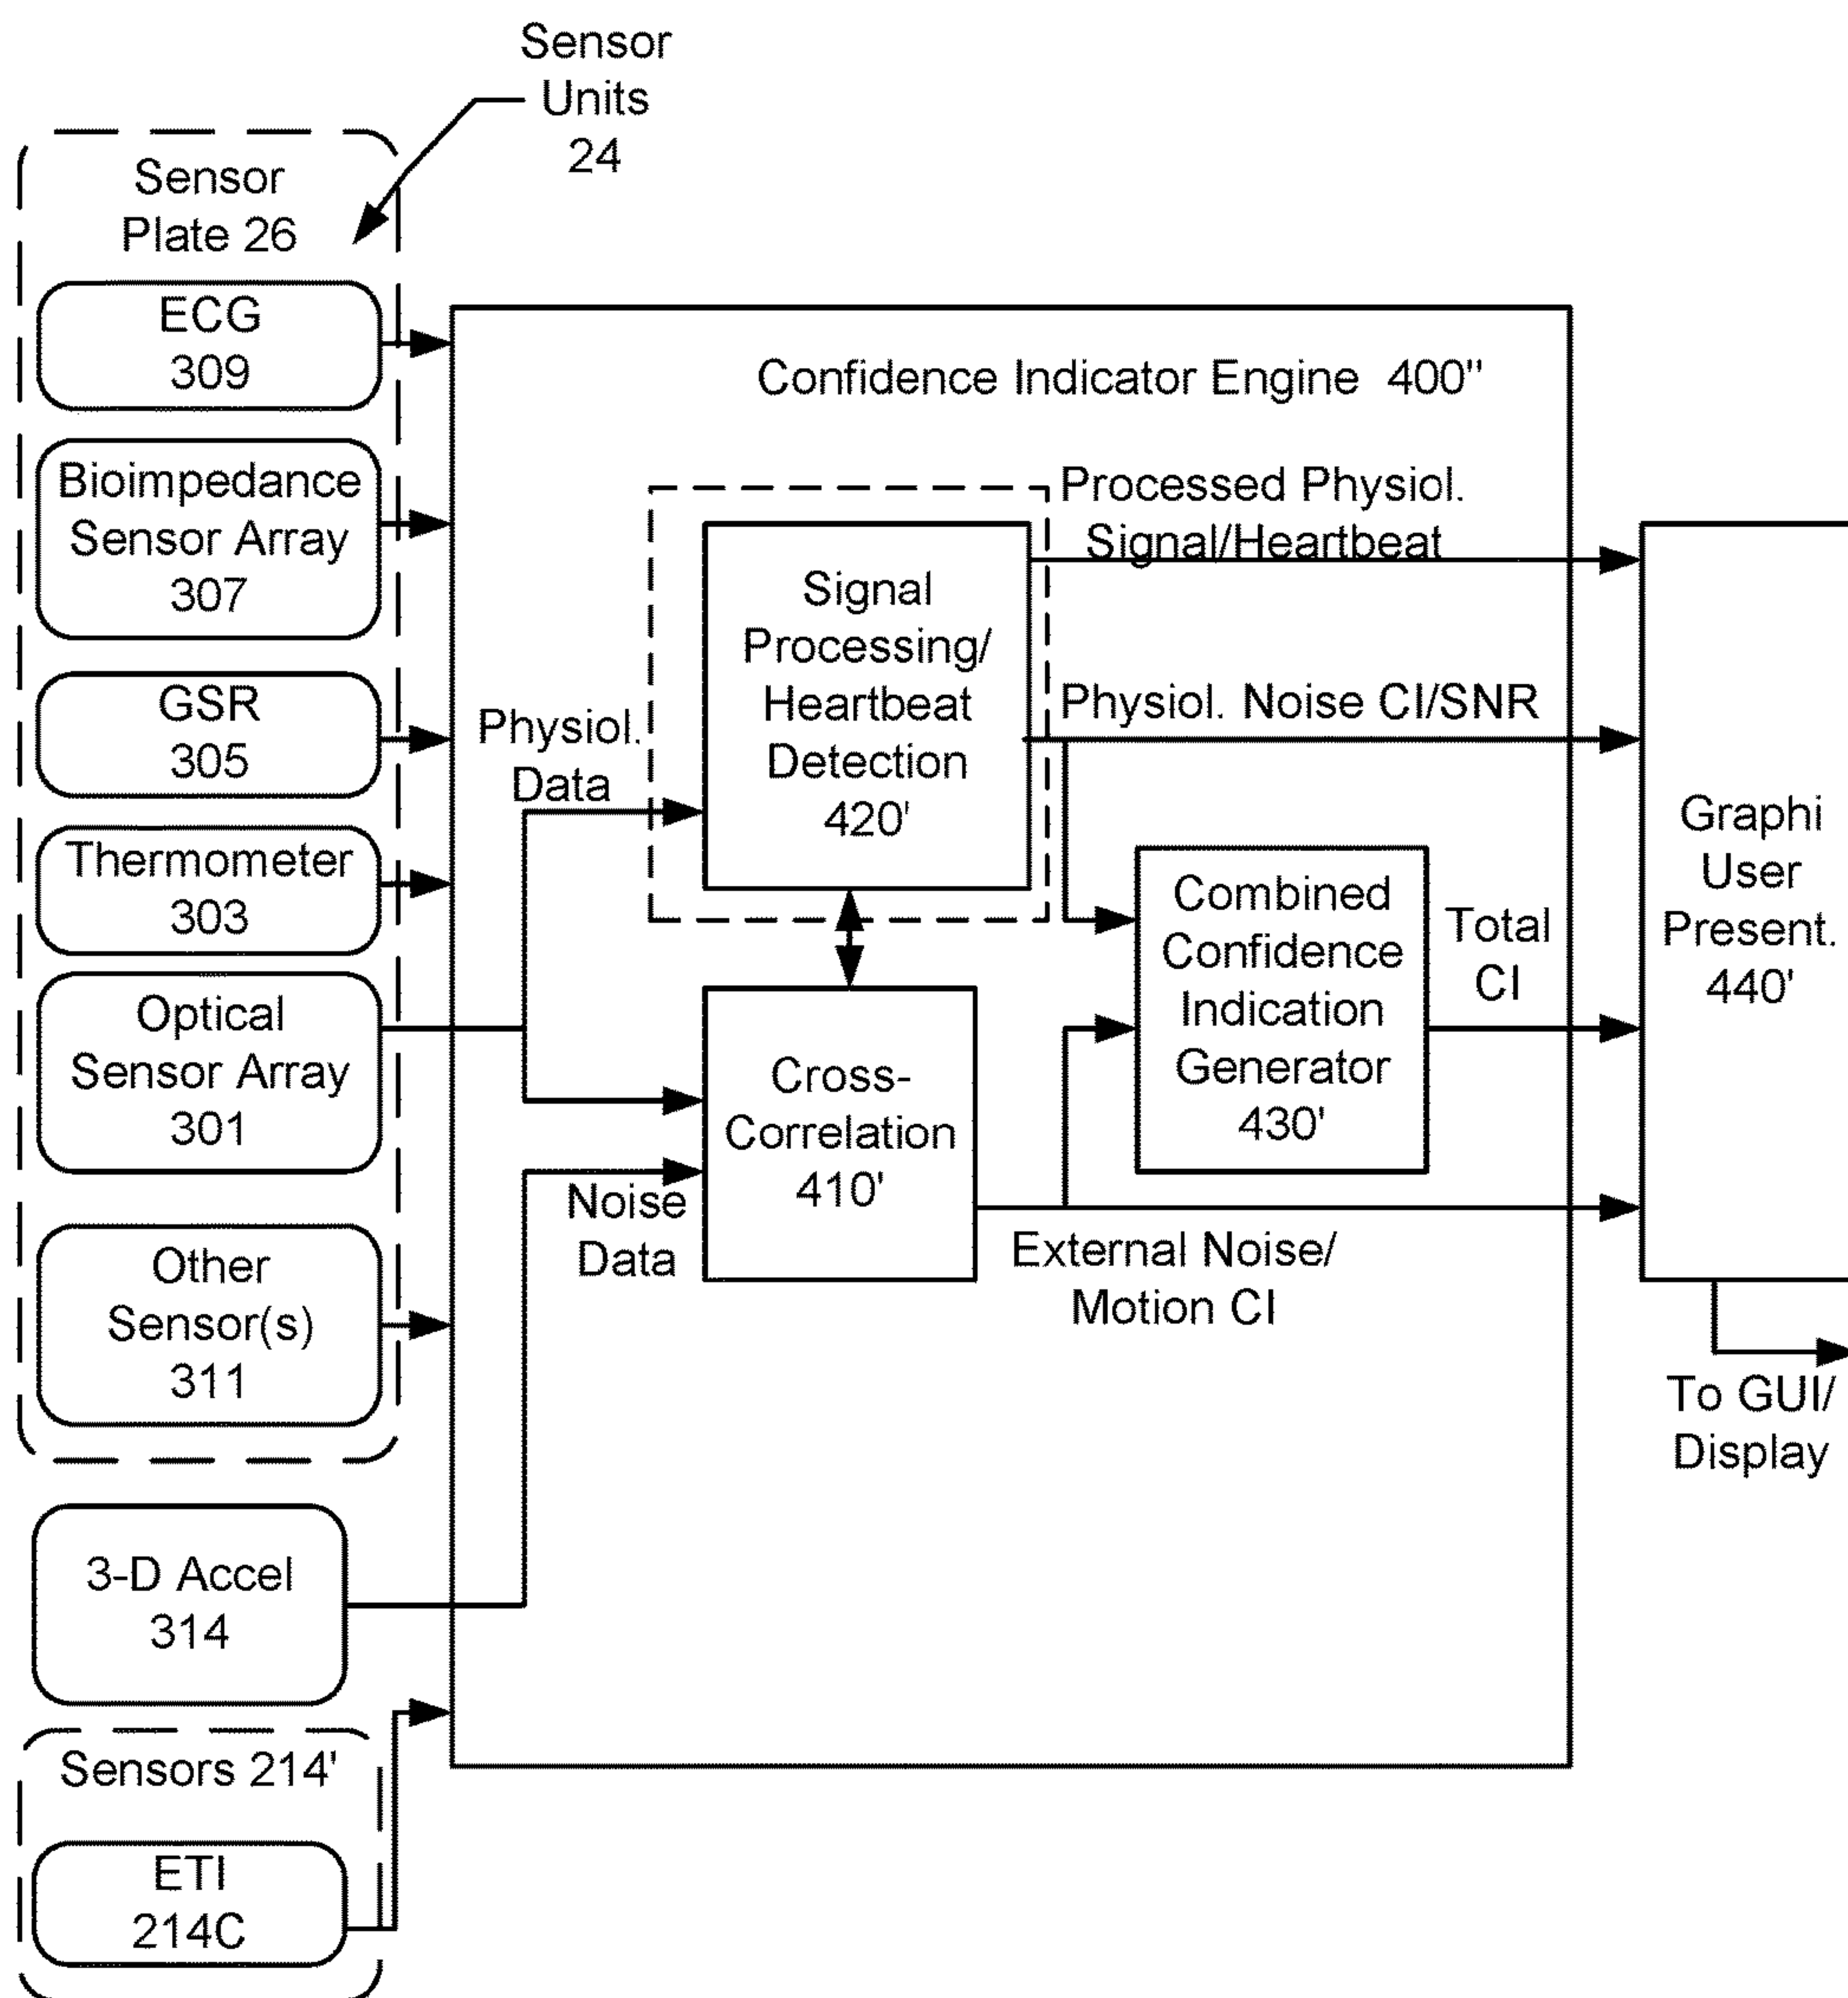 Sensor
Units
24
Sensor
Plate 26
ECG
309
Bioimpedance
Sensor Array
307
GSR
305
Thermometer
303
Optical
Sensor Array
301
Other
Sensor(s)
311
3-D Accel
314
Sensors 214'
ETI
214C
Confidence Indicator Engine 400"
Physiol.
Data
Signal
Processing/
Heartbeat
Detection
420'
Processed Physiol.
Signal/Heartbeat
Physiol. Noise CI/SNR
Noise
Data
Cross-
Correlation
410'
Combined
Confidence
Indication
Generator
430'
Total
CI
External Noise/
Motion CI
Graphi
User
Present.
440'
To GUI/
Display